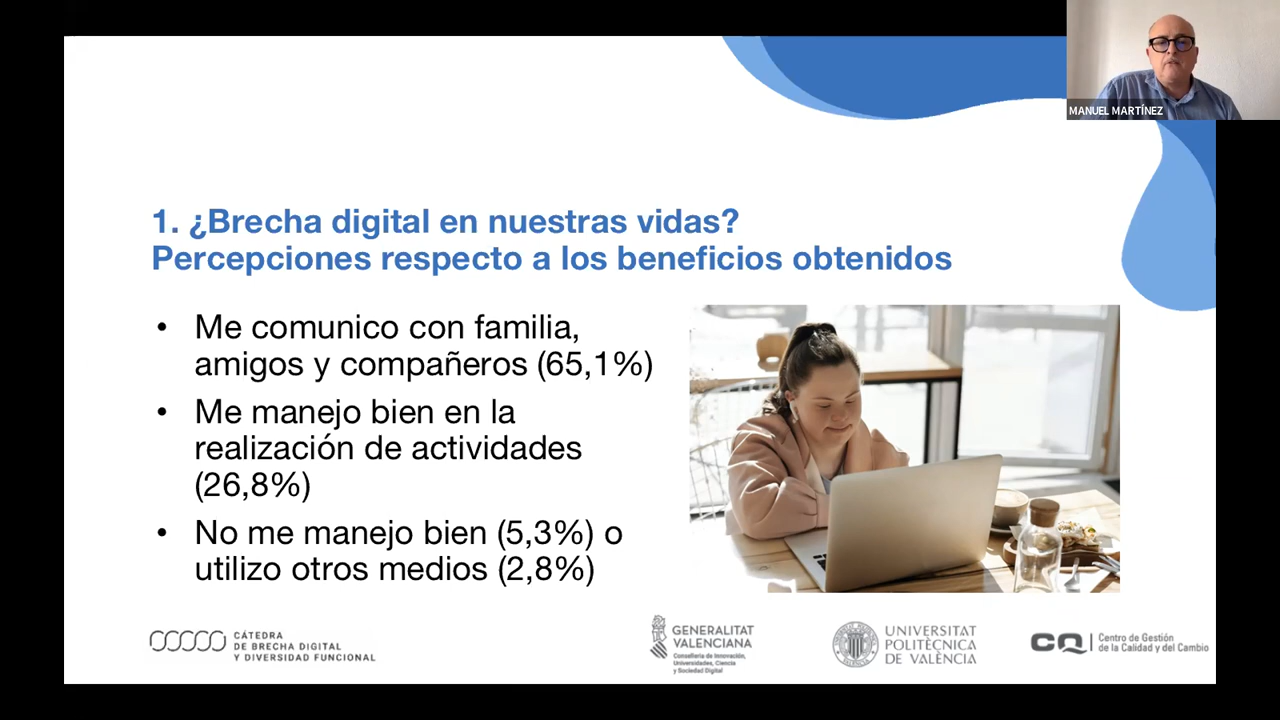 MANUEL MARTÍNEZ
1. ¿Brecha digital en nuestras vidas?
Percepciones respecto a los beneficios obtenidos
• Me comunico con familia,
amigos y compañeros (65,1%)
• Me manejo bien en la
realización de actividades
(26,8%)
• No me manejo bien (5,3%) o
utilizo otros medios (2,8%)
CÁTEDRA
DE BRECHA DIGITAL
Y DIVERSIDAD FUNCIONAL
GENERALITAT
VALENCIANA
Conselleria de Innovación,
Universidades, Ciencia
y Sociedad Digital
UNIVERSITAT
POLITÈCNICA
DE VALÈNCIA
CQ
Centro de Gestión
de la Calidad y del Cambio